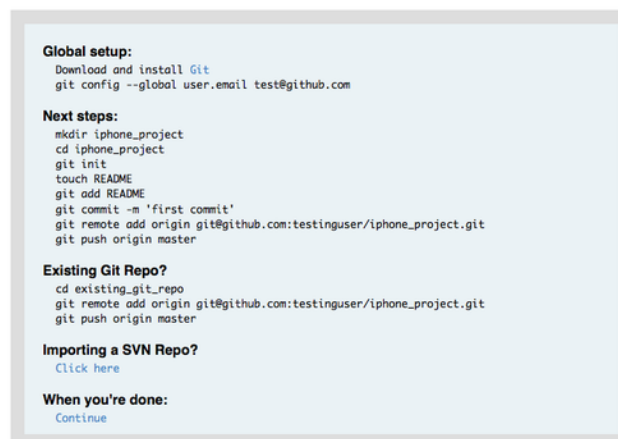 Global setup:
Download and install Git
git config --global user.email test@github.com
Next steps:
mkdir iphone_project
cd iphone_project
git init
touch README
git add README
git commit -m 'first commit'
git remote add origin git@github.com:testinguser/iphone_project.git
git push origin master
Existing Git Repo?
cd existing_git_repo
git remote add origin git@github.com:testinguser/iphone_project.git
git push origin master
Importing a SVN Repo?
Click here
When you're done:
Continue